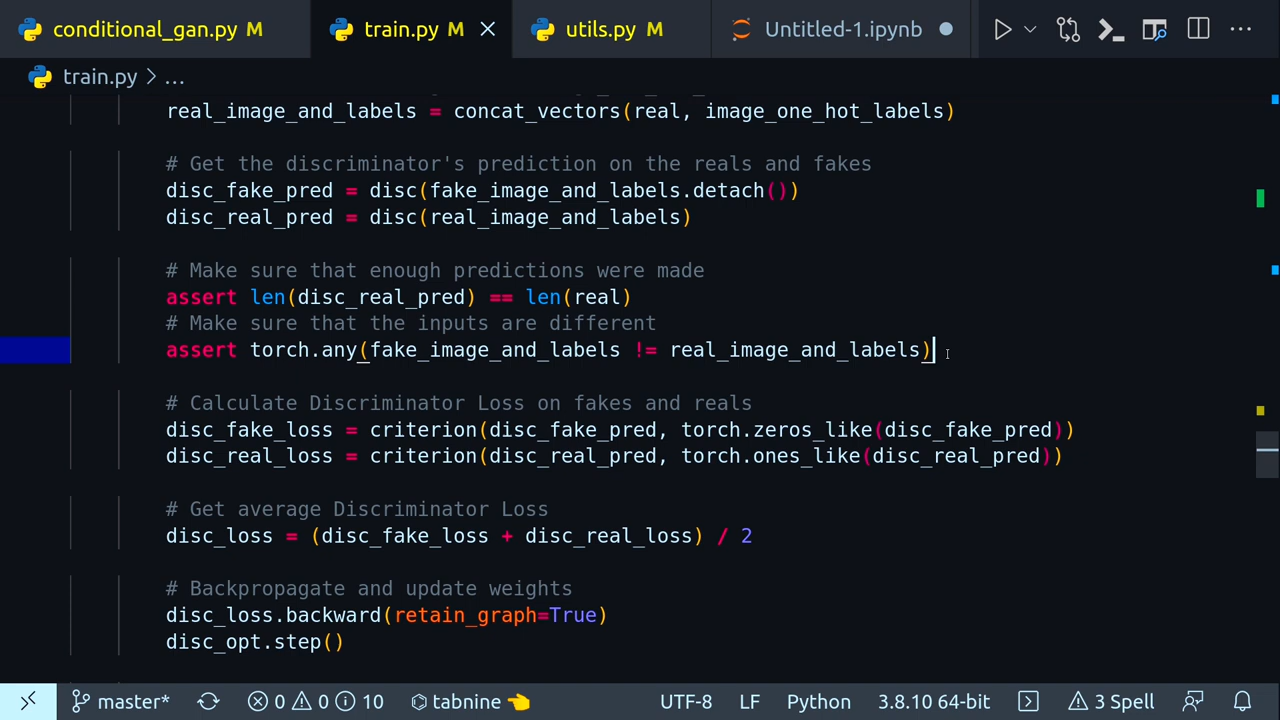 conditional_gan.py M train.py M × utils.py M Untitled-1.ipynb
train.py > ...
real_image_and_labels = concat_vectors(real, image_one_hot_labels)
# Get the discriminator's prediction on the reals and fakes
disc_fake_pred = disc(fake_image_and_labels.detach())
disc_real_pred = disc(real_image_and_labels)
# Make sure that enough predictions were made
assert len(disc_real_pred) == len(real)
# Make sure that the inputs are different
assert torch.any(fake_image_and_labels != real_image_and_labels)
# Calculate Discriminator Loss on fakes and reals
disc_fake_loss = criterion(disc_fake_pred, torch.zeros_like(disc_fake_pred))
disc_real_loss = criterion(disc_real_pred, torch.ones_like(disc_real_pred))
# Get average Discriminator Loss
disc_loss = (disc_fake_loss + disc_real_loss) / 2
# Backpropagate and update weights
disc_loss.backward(retain_graph=True)
disc_opt.step()
master* 0 0 10 tabnine UTF-8 LF Python 3.8.10 64-bit 3 Spell